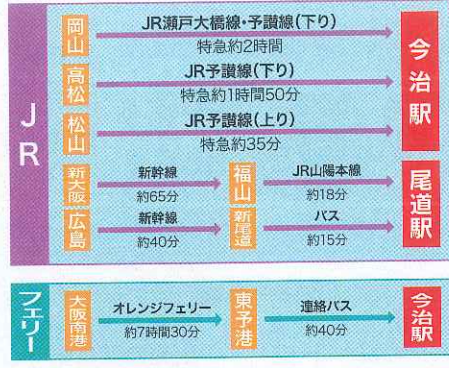 JR
岡山
JR瀬戸大橋線・予讃線(下り)
特急約2時間
高松
JR予讃線(下り)
特急約1時間50分
松山
JR予讃線(上り)
特急約35分
今治駅
新大阪
新幹線
約65分
福山
JR山陽本線
約18分
広島
新幹線
約40分
新尾道
バス
約15分
尾道駅
フェリー
大阪南港
オレンジフェリー
約7時間30分
東予港
連絡バス
約40分
今治駅